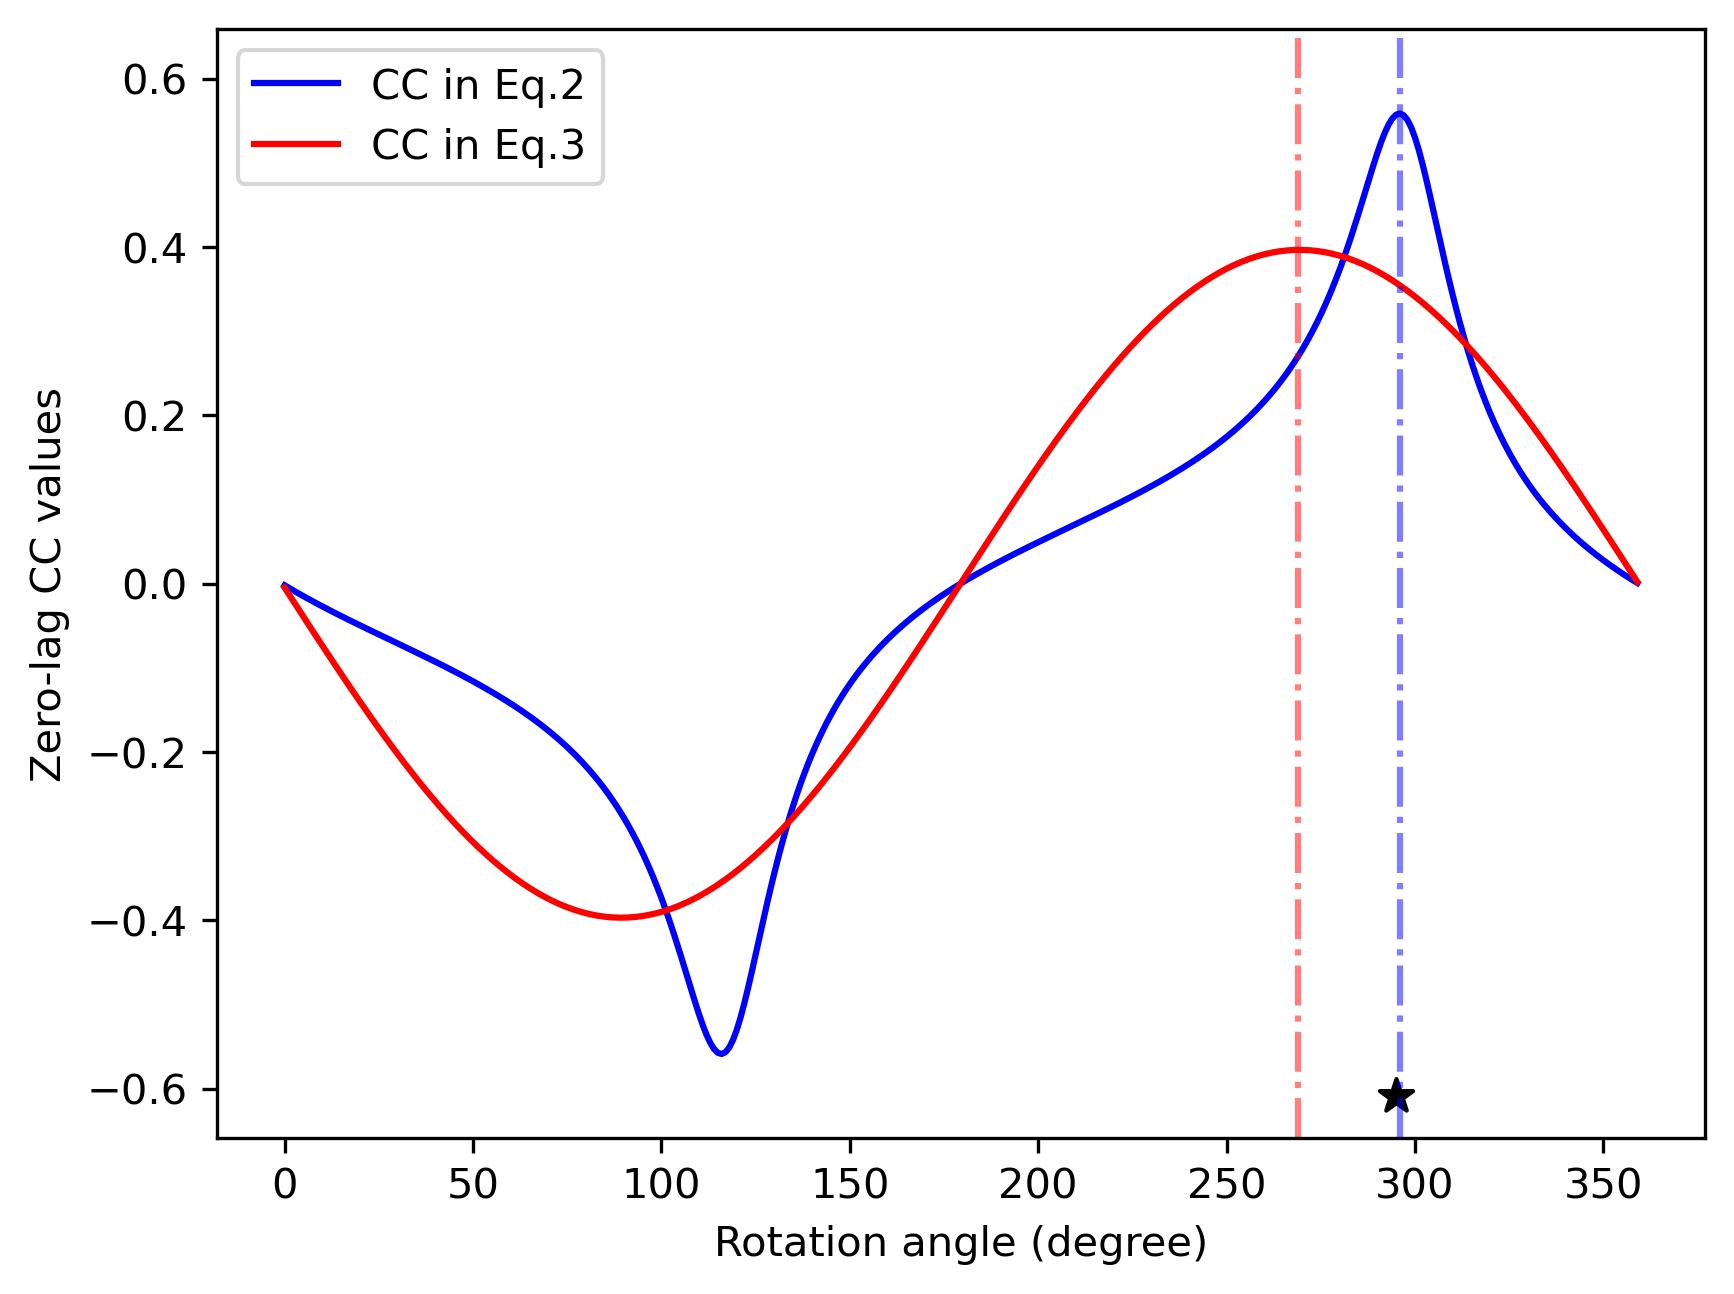 CC in Eq.2
CC in Eq.3
0.6
0.4
0.2
0.0
−0.2
−0.4
−0.6
Zero-lag CC values
0 50 100 150 200 250 300 350
Rotation angle (degree)